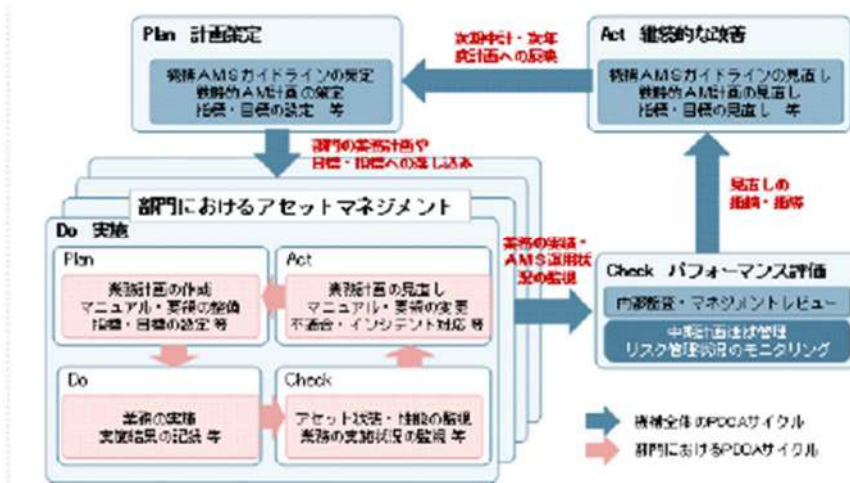 Plan 計画策定
機構AMSガイドラインの策定
戦略的AM計画の策定
指標・目標の設定 等
次期中計・次年
度計画への反映
Act 継続的な改善
機構AMSガイドラインの見直し
戦略的AM計画の見直し
指標・目標の見直し 等
部門の業務計画や
目標・指標への落し込み
部門におけるアセットマネジメント
Do 実施
Plan
業務計画の作成
マニュアル・要領の整備
指標・目標の設定 等
Act
業務計画の見直し
マニュアル・要領の変更
不適合・インシデント対応 等
Do
業務の実施
実施結果の記録 等
Check
アセット状態・性能の監視
業務の実施状況の監視 等
業務の実績・
AMS運用状
況の監視
見直しの
指摘・指導
Check パフォーマンス評価
内部監査・マネジメントレビュー
中期計画進捗管理
リスク管理状況のモニタリング
機構全体のPDCAサイクル
部門におけるPDCAサイクル